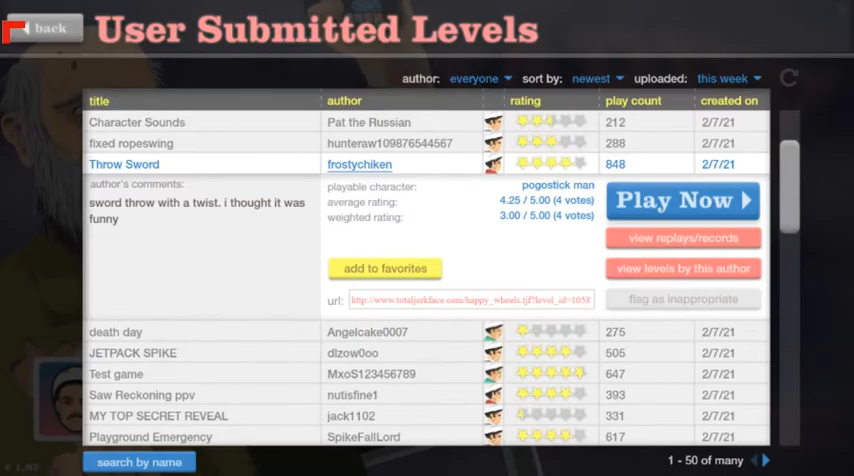 back
User Submitted Levels
author: everyone sort by: newest uploaded: this week
title author rating play count created on
Character Sounds Pat the Russian 212 2/7/21
fixed ropeswing hunteraw109876544567 288 2/7/21
Throw Sword frostychiken 848 2/7/21
author's comments:
sword throw with a twist. i thought it was
funny
playable character: pogostick man
average rating: 4.25 / 5.00 (4 votes)
weighted rating: 3.00 / 5.00 (4 votes)
Play Now
view replays/records
add to favorites
view levels by this author
url: http://www.totaljerkface.com/happy_wheels.tjf?level_id=1058
flag as inappropriate
death day Angelcake0007 275 2/7/21
JETPACK SPIKE dlzow0oo 505 2/7/21
Test game MxoS123456789 647 2/7/21
Saw Reckoning ppv nutisfine1 393 2/7/21
MY TOP SECRET REVEAL jack1102 331 2/7/21
Playground Emergency SpikeFallLord 617 2/7/21
search by name
1 - 50 of many